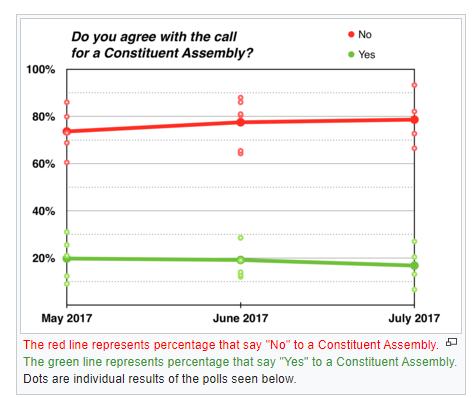 Do you agree with the call
for a Constituent Assembly?
No
Yes
100%
80%
60%
40%
20%
May 2017
June 2017
July 2017
The red line represents percentage that say "No" to a Constituent Assembly.
The green line represents percentage that say "Yes" to a Constituent Assembly.
Dots are individual results of the polls seen below.